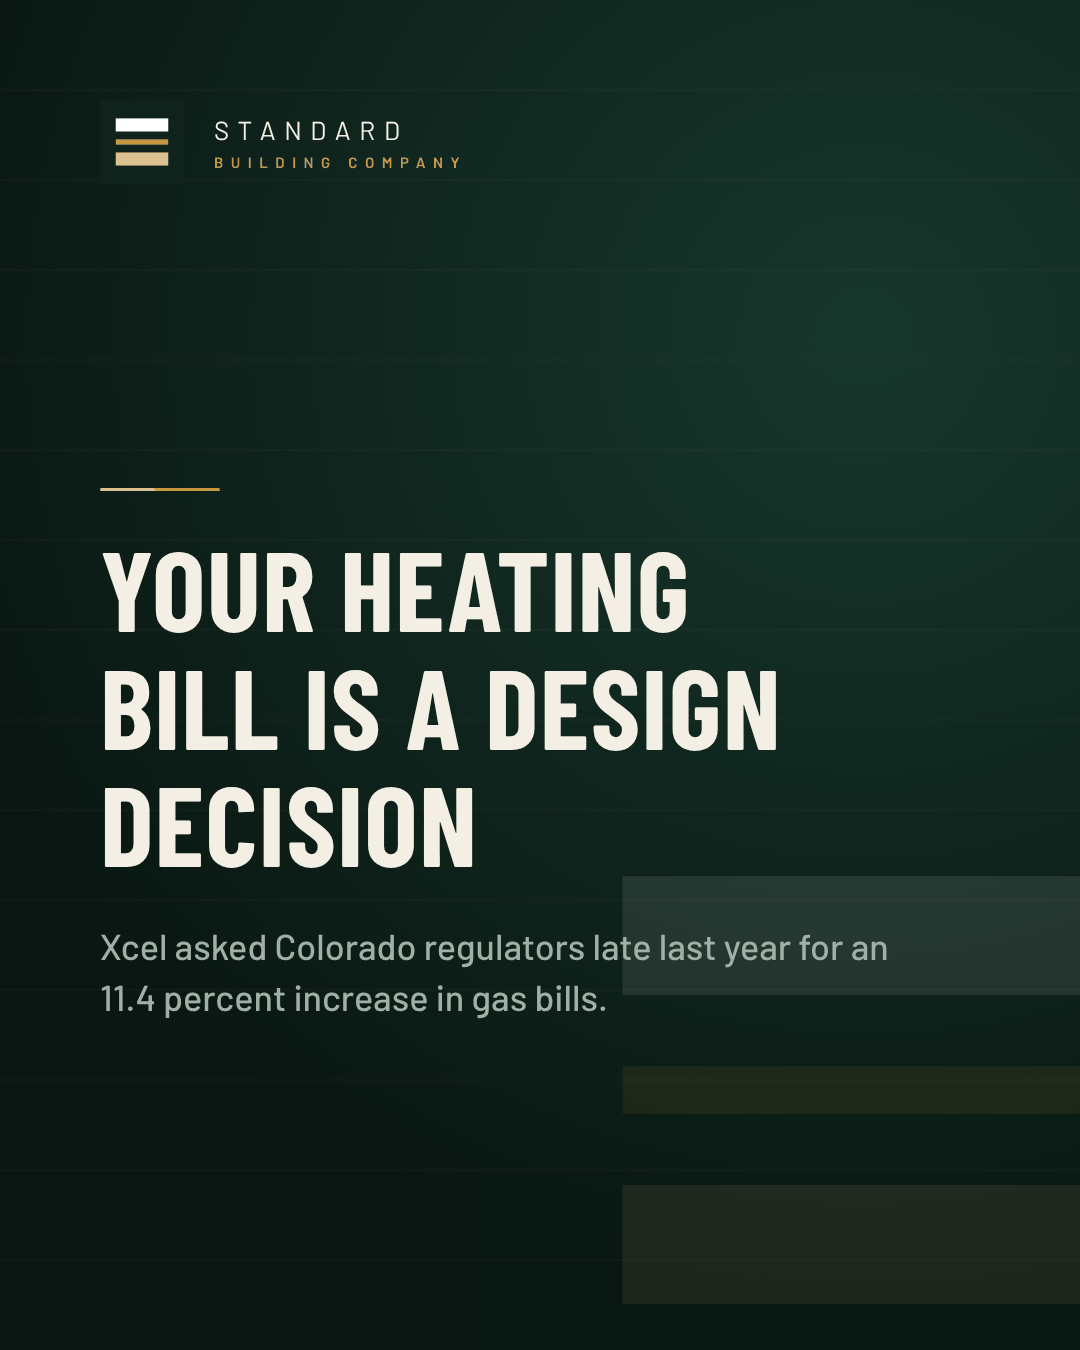 STANDARD
BUILDING COMPANY
YOUR HEATING
BILL IS A DESIGN
DECISION
Xcel asked Colorado regulators late last year for an
11.4 percent increase in gas bills.